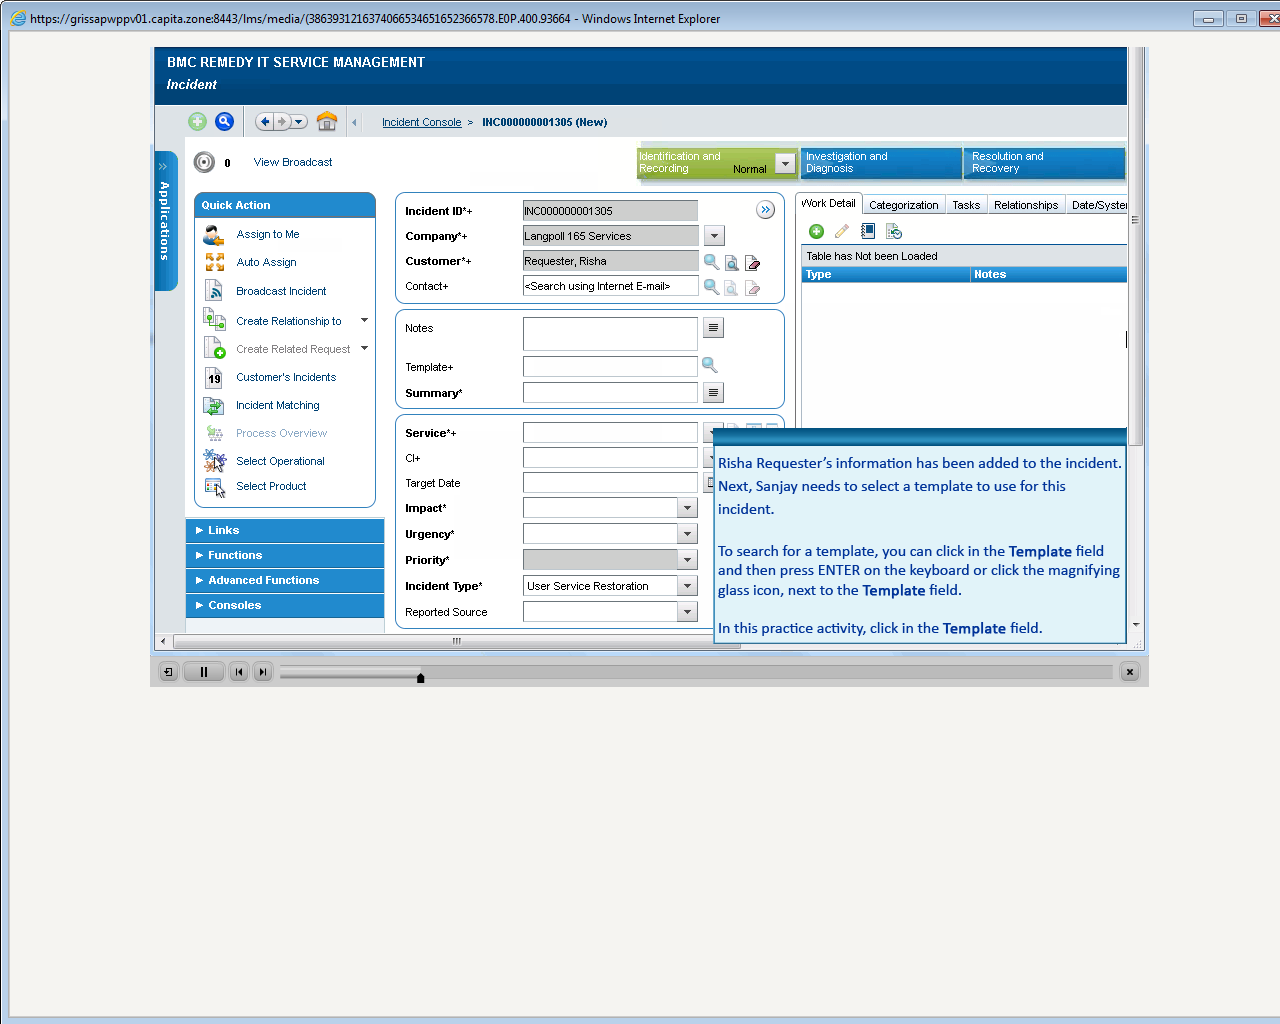 https://grissapwppv01.capita.zone:8443/lms/media/(3863931216374066534651652366578.E0P.400.93664 - Windows Internet Explorer
BMC REMEDY IT SERVICE MANAGEMENT
Incident
Incident Console > INC000000001305 (New)
0 View Broadcast
Identification and Recording Normal
Investigation and Diagnosis
Resolution and Recovery
Applications
Quick Action
Assign to Me
Auto Assign
Broadcast Incident
Create Relationship to
Create Related Request
19 Customer's Incidents
Incident Matching
Process Overview
Select Operational
Select Product
Links
Functions
Advanced Functions
Consoles
Incident ID*+ INC000000001305
Company*+ Langpoll 165 Services
Customer*+ Requester, Risha
Contact+ <Search using Internet E-mail>
Notes
Template+
Summary*
Service*+
CI+
Target Date
Impact*
Urgency*
Priority*
Incident Type* User Service Restoration
Reported Source
Work Detail Categorization Tasks Relationships Date/System
Table has Not been Loaded
Type Notes
Risha Requester's information has been added to the incident.
Next, Sanjay needs to select a template to use for this
incident.
To search for a template, you can click in the Template field
and then press ENTER on the keyboard or click the magnifying
glass icon, next to the Template field.
In this practice activity, click in the Template field.